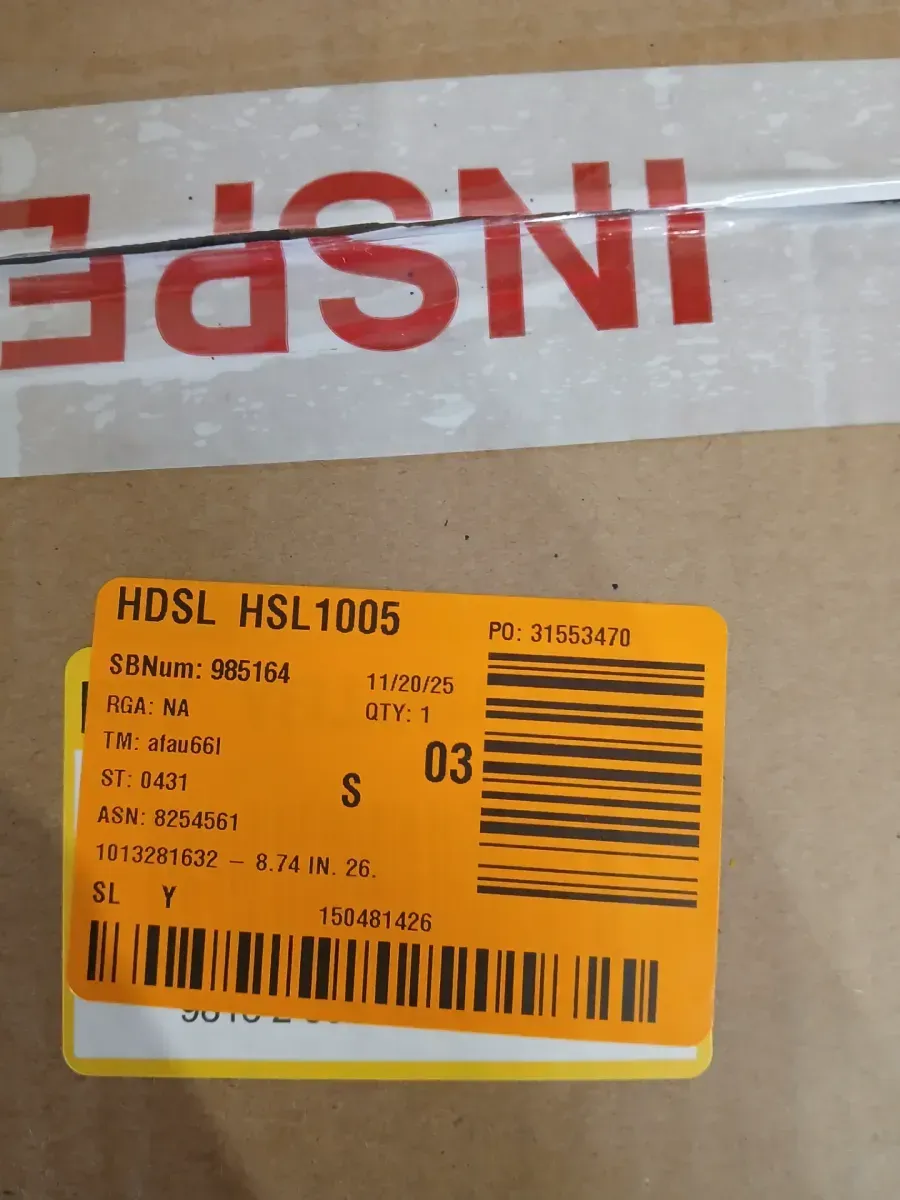 INSPE
HDSL HSL1005
PO: 31553470
SBNum: 985164
11/20/25
RGA: NA
QTY: 1
TM: afau66l
03
ST: 0431
S
ASN: 8254561
1013281632 – 8.74 IN. 26.
SL Y
150481426